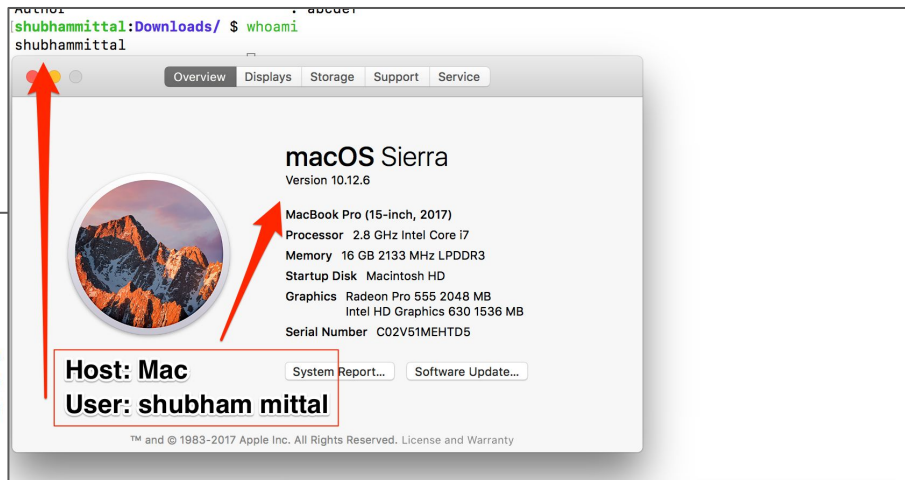 Author : abcdef
[shubhammittal:Downloads/ $ whoami
shubhammittal
Overview Displays Storage Support Service
macOS Sierra
Version 10.12.6
MacBook Pro (15-inch, 2017)
Processor 2.8 GHz Intel Core i7
Memory 16 GB 2133 MHz LPDDR3
Startup Disk Macintosh HD
Graphics Radeon Pro 555 2048 MB
Intel HD Graphics 630 1536 MB
Serial Number C02V51MEHTD5
System Report... Software Update...
Host: Mac
User: shubham mittal
™ and © 1983-2017 Apple Inc. All Rights Reserved. License and Warranty